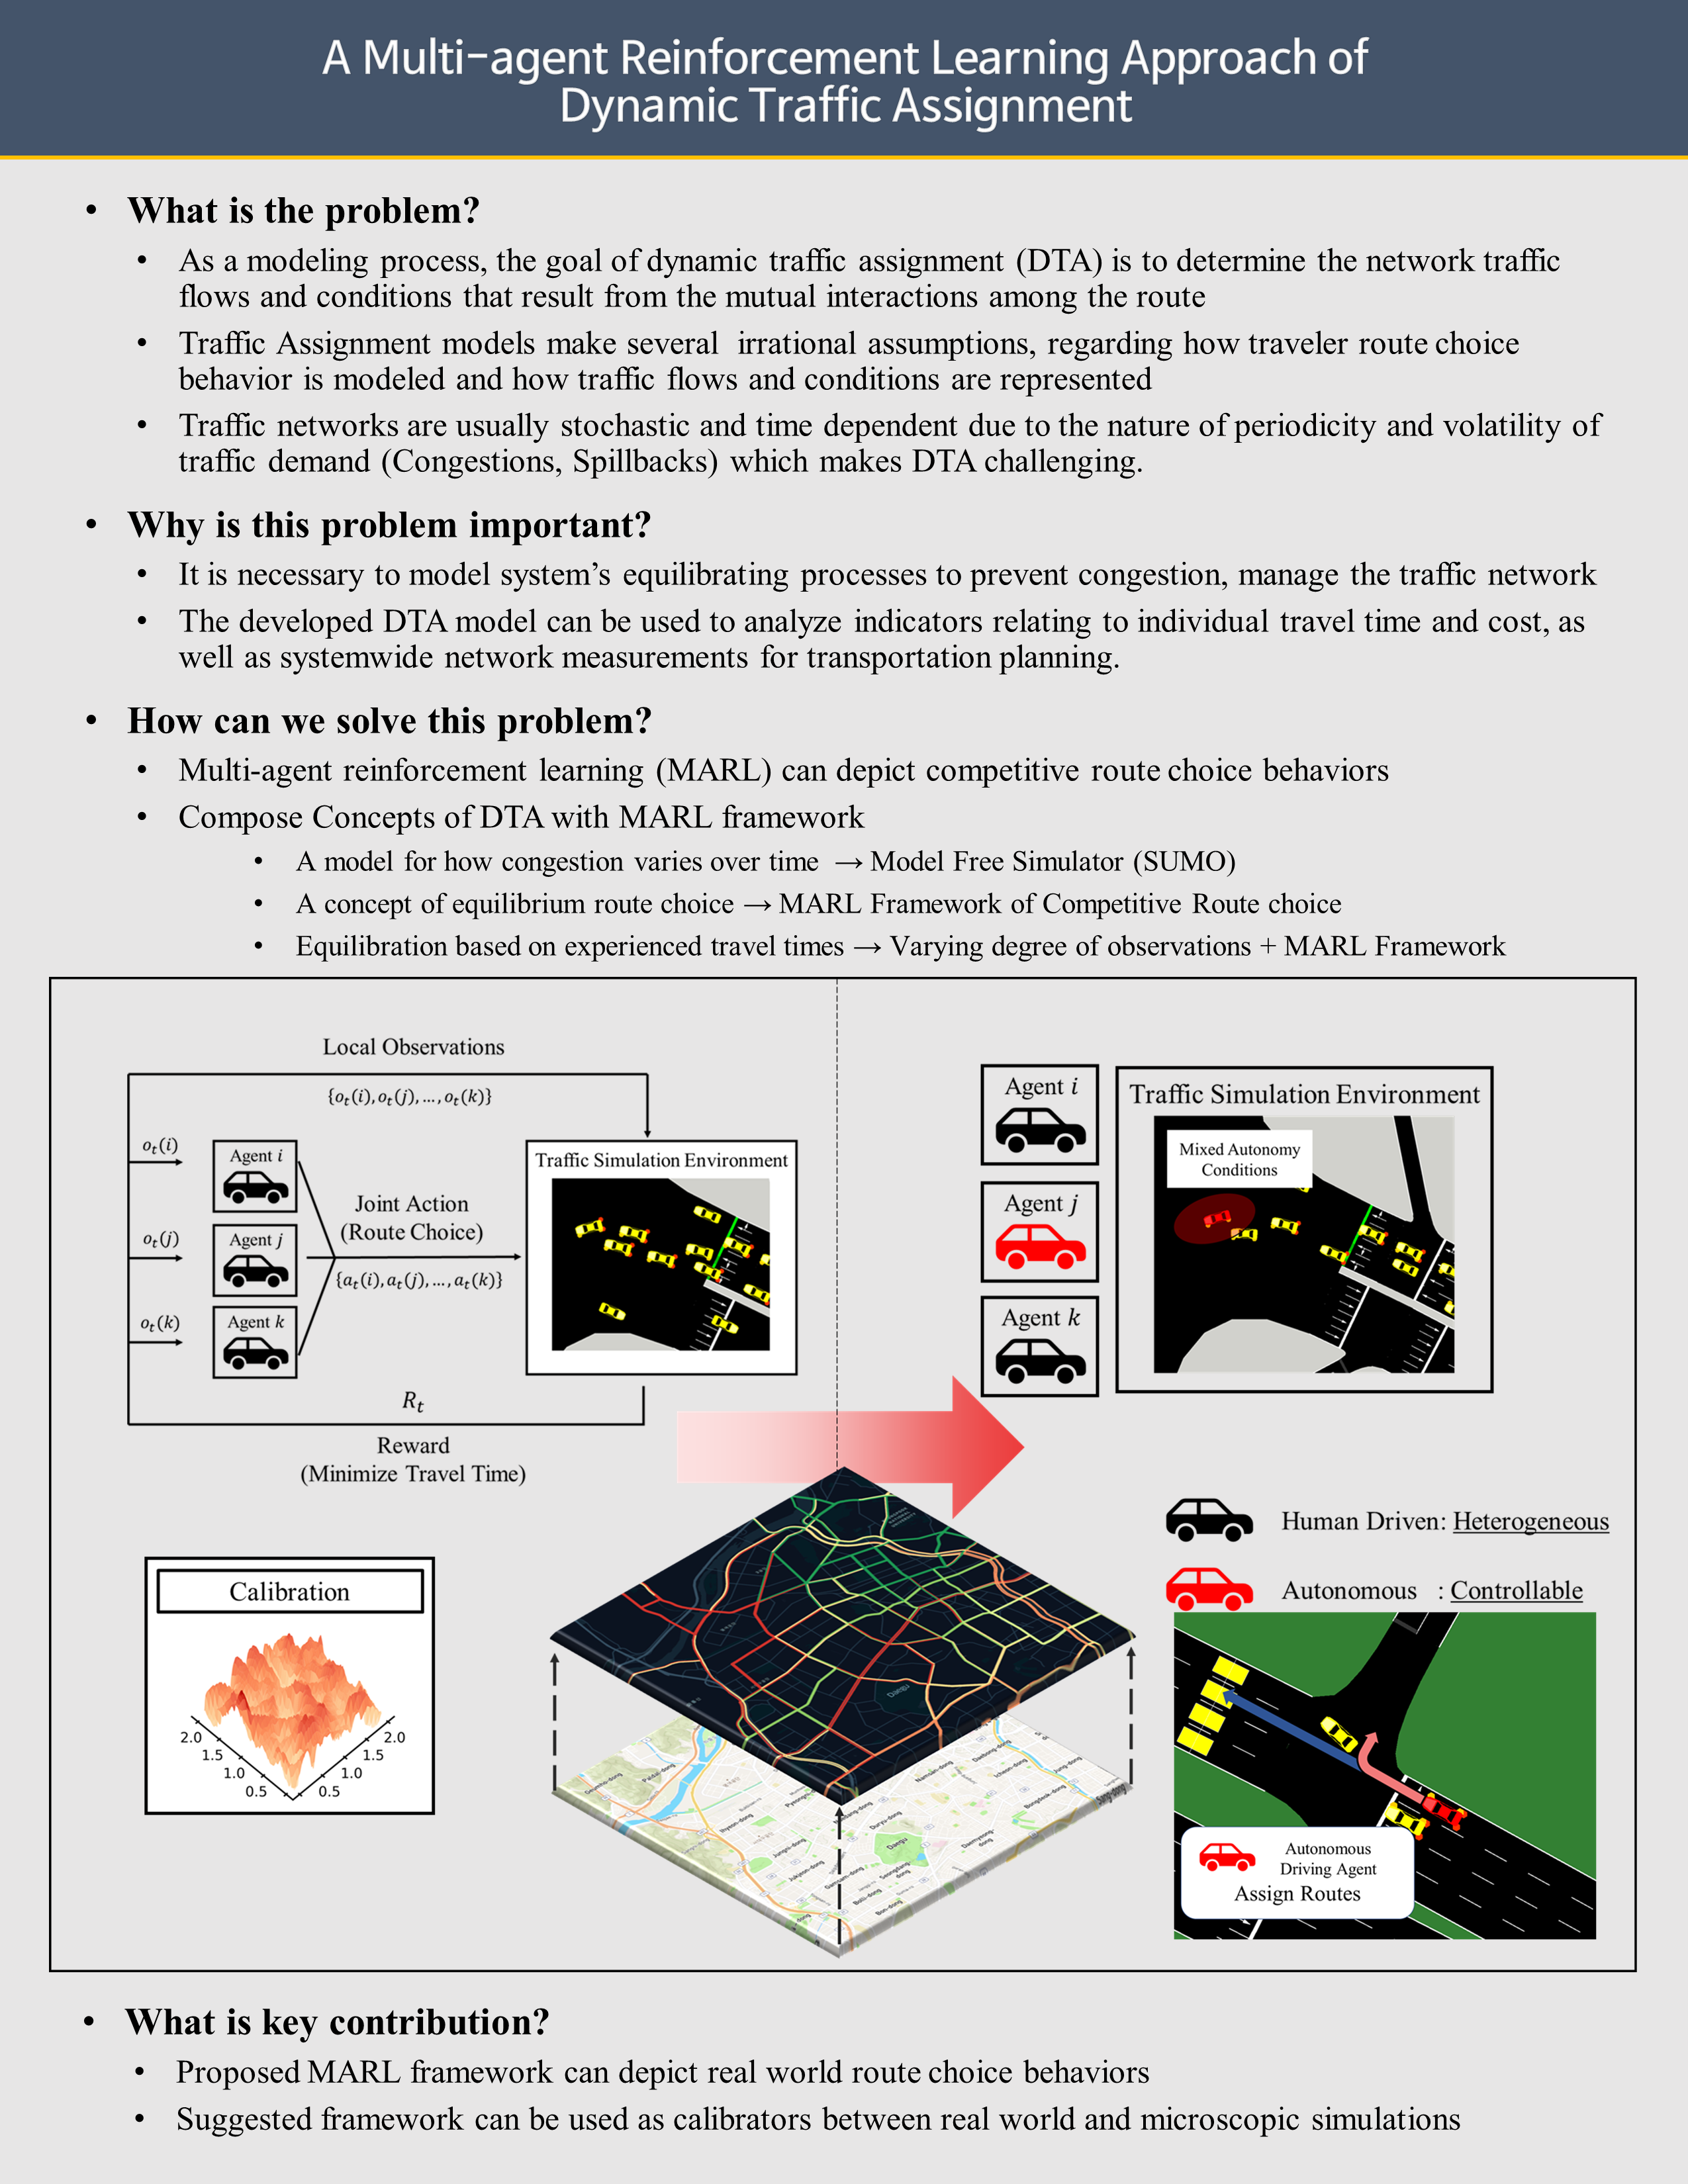 A Multi-agent Reinforcement Learning Approach of
Dynamic Traffic Assignment
• What is the problem?
• As a modeling process, the goal of dynamic traffic assignment (DTA) is to determine the network traffic
flows and conditions that result from the mutual interactions among the route
• Traffic Assignment models make several irrational assumptions, regarding how traveler route choice
behavior is modeled and how traffic flows and conditions are represented
• Traffic networks are usually stochastic and time dependent due to the nature of periodicity and volatility of
traffic demand (Congestions, Spillbacks) which makes DTA challenging.
• Why is this problem important?
• It is necessary to model system's equilibrating processes to prevent congestion, manage the traffic network
• The developed DTA model can be used to analyze indicators relating to individual travel time and cost, as
well as systemwide network measurements for transportation planning.
• How can we solve this problem?
• Multi-agent reinforcement learning (MARL) can depict competitive route choice behaviors
• Compose Concepts of DTA with MARL framework
• A model for how congestion varies over time → Model Free Simulator (SUMO)
• A concept of equilibrium route choice → MARL Framework of Competitive Route choice
• Equilibration based on experienced travel times → Varying degree of observations + MARL Framework
Local Observations
{oₜ(i), oₜ(j), …, oₜ(k)}
oₜ(i)
Agent i
oₜ(j)
Agent j
oₜ(k)
Agent k
Joint Action
(Route Choice)
{aₜ(i), aₜ(j), …, aₜ(k)}
Traffic Simulation Environment
Rₜ
Reward
(Minimize Travel Time)
Agent i
Agent j
Agent k
Traffic Simulation Environment
Mixed Autonomy
Conditions
Human Driven: Heterogeneous
Autonomous : Controllable
Calibration
2.0
1.5
1.0
0.5
0.5
1.0
1.5
2.0
Daegu
Daegu
Autonomous
Driving Agent
Assign Routes
• What is key contribution?
• Proposed MARL framework can depict real world route choice behaviors
• Suggested framework can be used as calibrators between real world and microscopic simulations